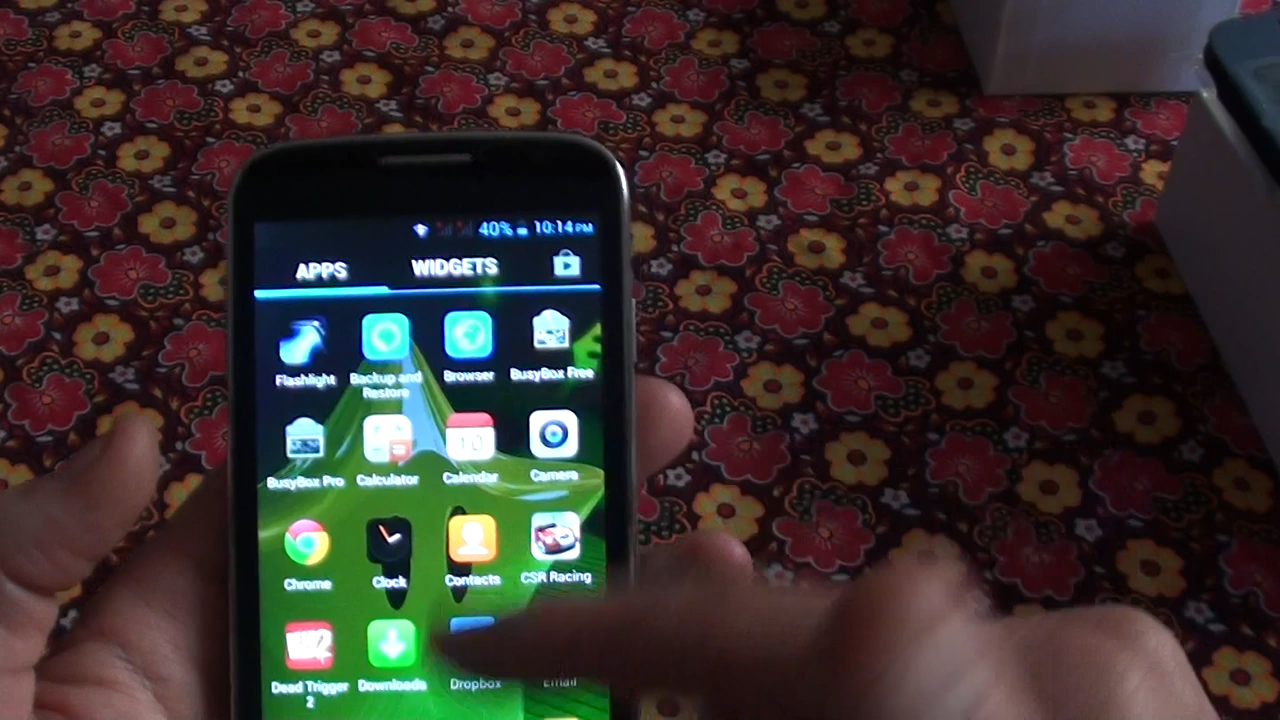 40% 10:14 PM
APPS WIDGETS
Flashlight Backup and Restore Browser BusyBox Free
BusyBox Pro Calculator 10 Calendar Camera
Chrome Clock Contacts CSR Racing
Dead Trigger 2 Downloads Dropbox Email